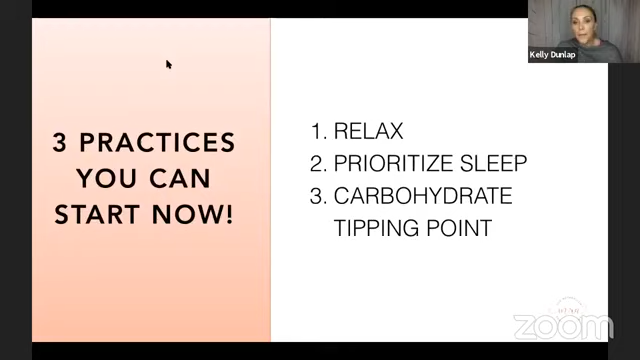 Kelly Dunlap
3 PRACTICES
YOU CAN
START NOW!
1. RELAX
2. PRIORITIZE SLEEP
3. CARBOHYDRATE
TIPPING POINT
zoom